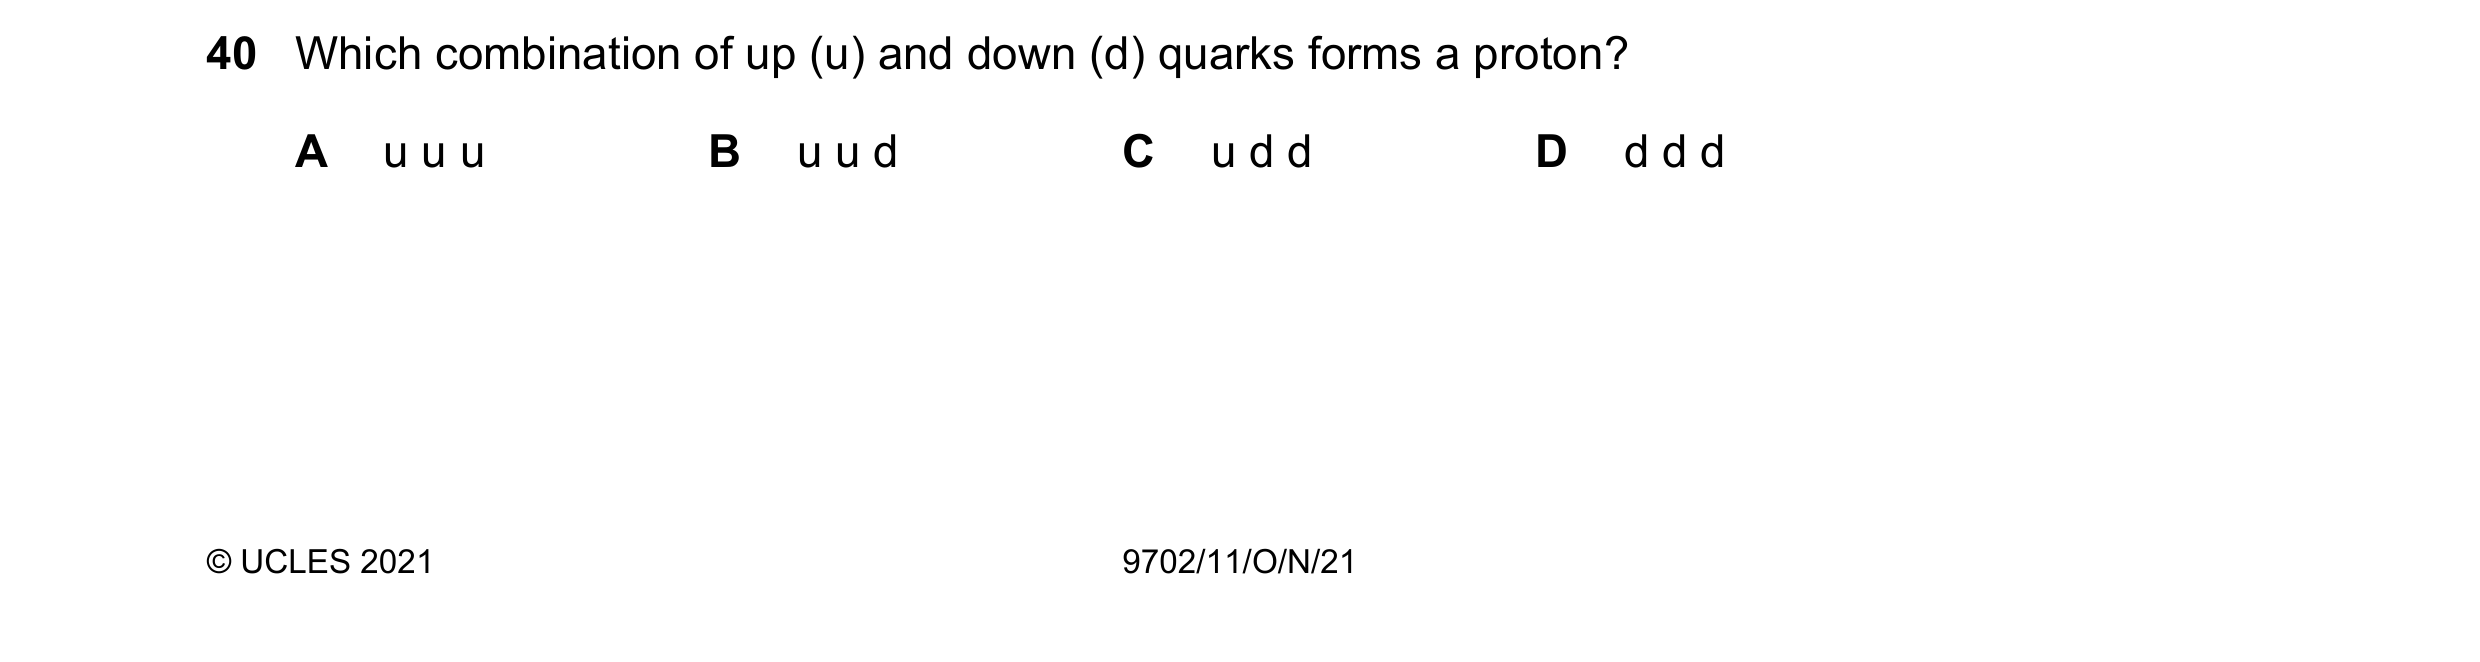 40 Which combination of up (u) and down (d) quarks forms a proton?
A u u u B u u d C u d d D d d d
© UCLES 2021 9702/11/O/N/21